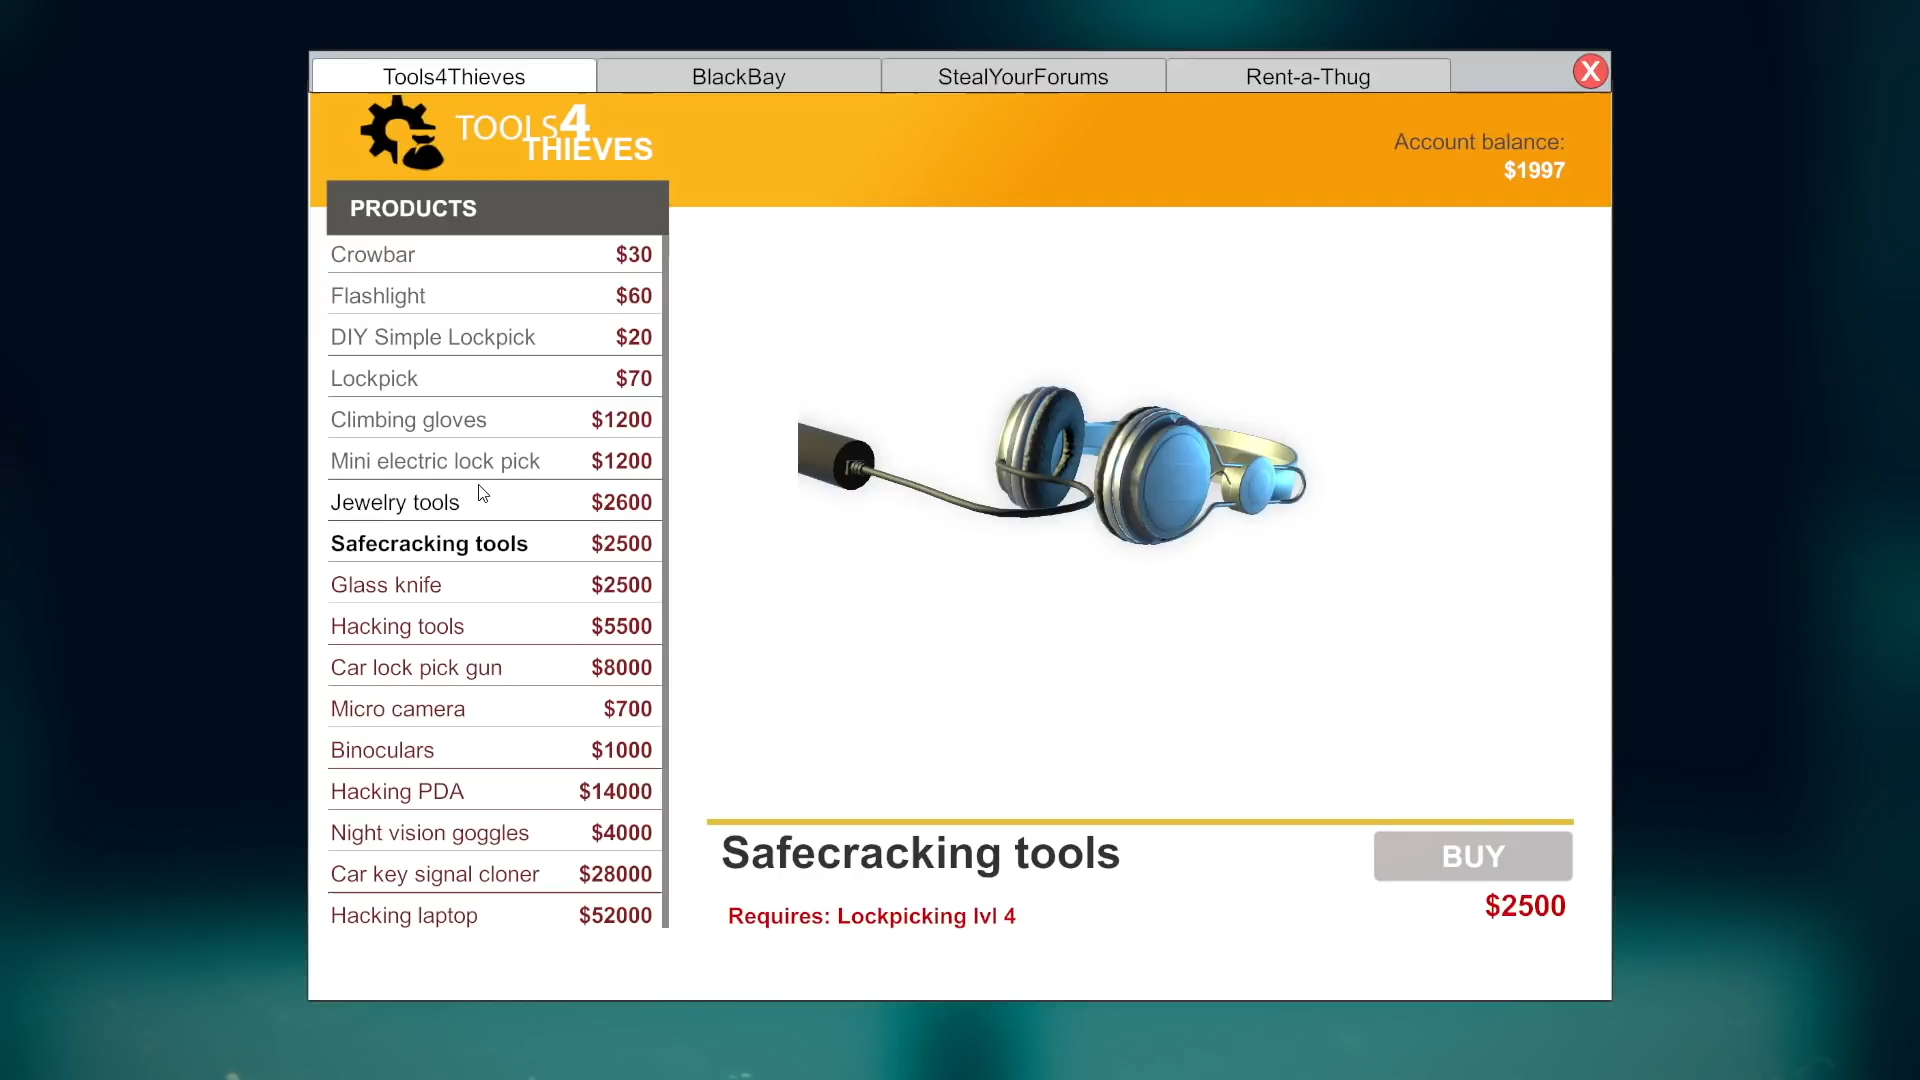 Tools4Thieves BlackBay StealYourForums Rent-a-Thug X
TOOLS4
THIEVES
Account balance:
$1997
PRODUCTS
Crowbar $30
Flashlight $60
DIY Simple Lockpick $20
Lockpick $70
Climbing gloves $1200
Mini electric lock pick $1200
Jewelry tools $2600
Safecracking tools $2500
Glass knife $2500
Hacking tools $5500
Car lock pick gun $8000
Micro camera $700
Binoculars $1000
Hacking PDA $14000
Night vision goggles $4000
Car key signal cloner $28000
Hacking laptop $52000
Safecracking tools
BUY
Requires: Lockpicking lvl 4
$2500